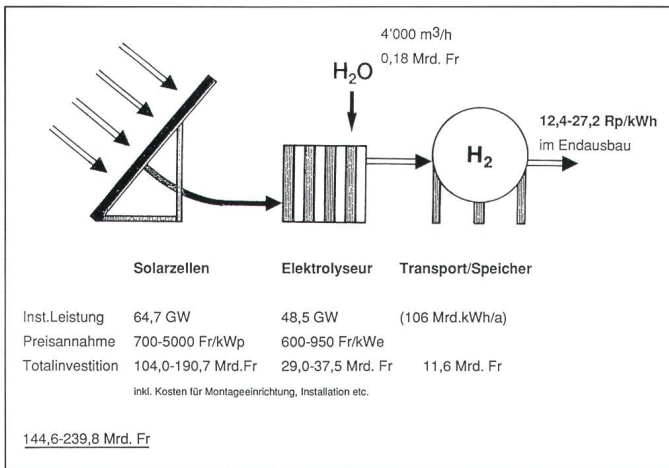 4'000 m³/h
0,18 Mrd. Fr
H₂O
12,4-27,2 Rp/kWh
im Endausbau
H₂
Solarzellen Elektrolyseur Transport/Speicher
Inst.Leistung 64,7 GW 48,5 GW (106 Mrd.kWh/a)
Preisannahme 700-5000 Fr/kWp 600-950 Fr/kWe
Totalinvestition 104,0-190,7 Mrd.Fr 29,0-37,5 Mrd. Fr 11,6 Mrd. Fr
inkl. Kosten für Montageeinrichtung, Installation etc.
144,6-239,8 Mrd. Fr